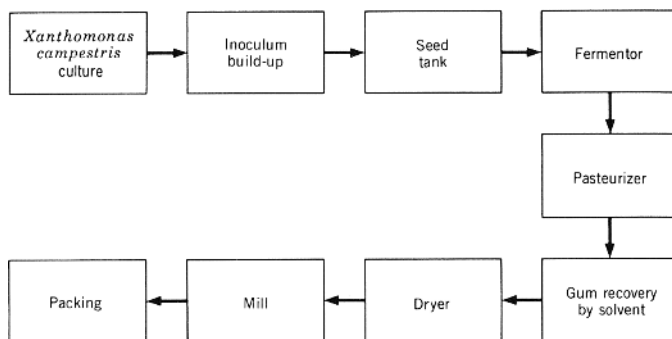 Xanthomonas
campestris
culture
Inoculum
build-up
Seed
tank
Fermentor
Pasteurizer
Gum recovery
by solvent
Dryer
Mill
Packing